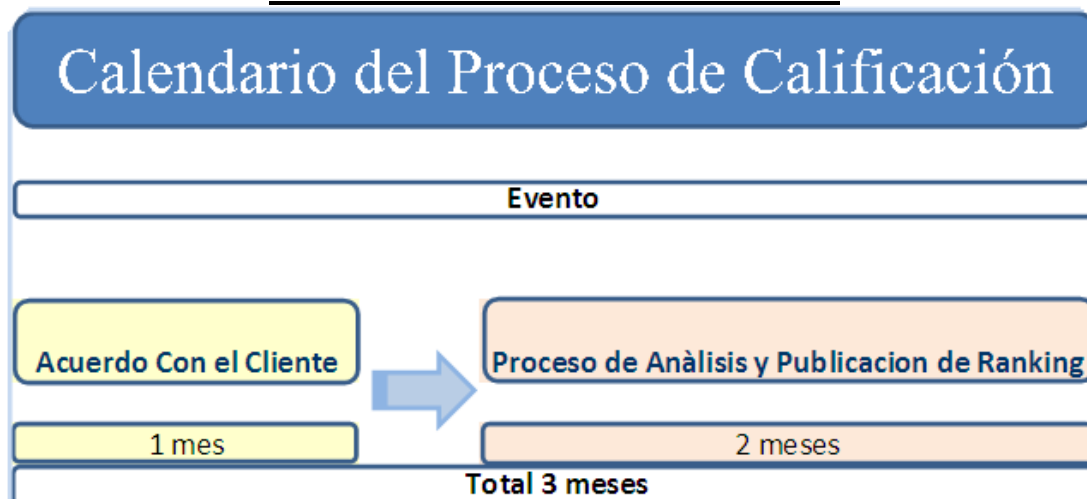 Calendario del Proceso de Calificación
Evento
Acuerdo Con el Cliente
Proceso de Anàlisis y Publicacion de Ranking
1 mes
2 meses
Total 3 meses